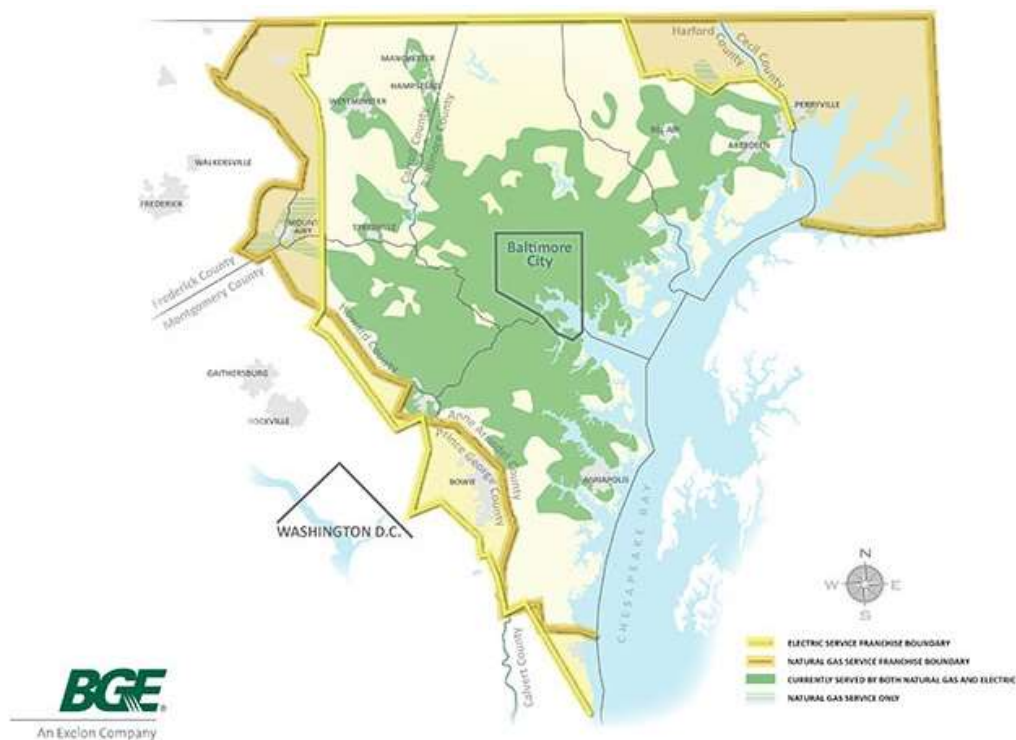 Harford
County
Cecil County
MANCHESTER
HAMPSTEAD
WESTMINSTER
Carroll County
Baltimore County
PERRYVILLE
BEL AIR
ABERDEEN
WALKERSVILLE
FREDERICK
MOUNT
AIRY
Baltimore
City
Frederick County
Montgomery County
Howard County
GAITHERSBURG
ROCKVILLE
Anne Arundel County
Prince George County
BOWIE
ANNAPOLIS
WASHINGTON D.C.
CHESAPEAKE BAY
Calvert County
N
W E
S
ELECTRIC SERVICE FRANCHISE BOUNDARY
NATURAL GAS SERVICE FRANCHISE BOUNDARY
CURRENTLY SERVED BY BOTH NATURAL GAS AND ELECTRIC
NATURAL GAS SERVICE ONLY
BGE
An Exelon Company